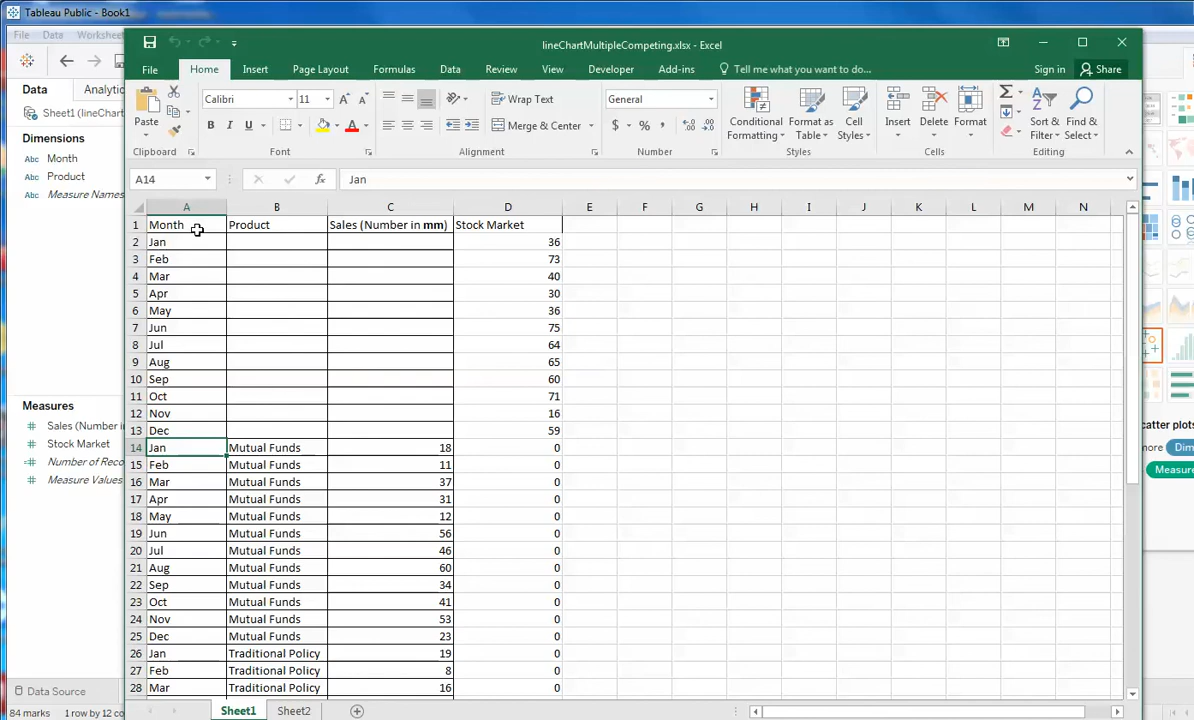 Tableau Public - Book1
File Data Worksheet
lineChartMultipleCompeting.xlsx - Excel
File Home Insert Page Layout Formulas Data Review View Developer Add-ins Tell me what you want to do... Sign in Share
Paste
Clipboard
Calibri 11
B I U A
Font
Wrap Text
Merge & Center
Alignment
General
$ % ,
Number
Conditional Formatting
Format as Table
Cell Styles
Styles
Insert Delete Format
Cells
Sort & Filter
Find & Select
Editing
A14 fx Jan
Data
Sheet1 (lineChart
Dimensions
Abc Month
Abc Product
Abc Measure Names
Measures
# Sales (Number in
# Stock Market
Number of Reco
# Measure Values
Data Source
84 marks 1 row by 12 co
A B C D E F G H I J K L M N
1 Month Product Sales (Number in mm) Stock Market
2 Jan 36
3 Feb 73
4 Mar 40
5 Apr 30
6 May 36
7 Jun 75
8 Jul 64
9 Aug 65
10 Sep 60
11 Oct 71
12 Nov 16
13 Dec 59
14 Jan Mutual Funds 18 0
15 Feb Mutual Funds 11 0
16 Mar Mutual Funds 37 0
17 Apr Mutual Funds 31 0
18 May Mutual Funds 12 0
19 Jun Mutual Funds 56 0
20 Jul Mutual Funds 46 0
21 Aug Mutual Funds 60 0
22 Sep Mutual Funds 34 0
23 Oct Mutual Funds 41 0
24 Nov Mutual Funds 53 0
25 Dec Mutual Funds 23 0
26 Jan Traditional Policy 19 0
27 Feb Traditional Policy 8 0
28 Mar Traditional Policy 16 0
Sheet1 Sheet2
catter plots
Dim
more
Measure